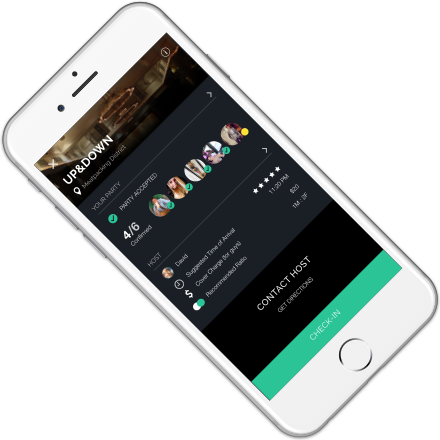 UP&DOWN
Meatpacking District
YOUR PARTY
PARTY ACCEPTED
4/6
Confirmed
HOST
David
Suggested Time of Arrival 11:20 PM
Cover Charge (for guys) $20
Recommended Ratio 1M : 2F
CONTACT HOST
GET DIRECTIONS
CHECK-IN